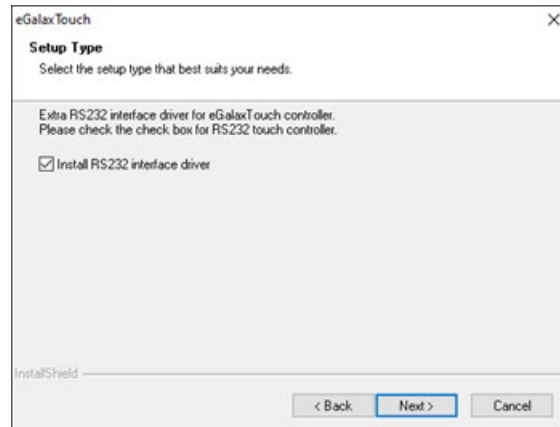 eGalaxTouch
Setup Type
Select the setup type that best suits your needs.
Extra RS232 interface driver for eGalaxTouch controller.
Please check the check box for RS232 touch controller.
Install RS232 interface driver
InstallShield
< Back
Next >
Cancel